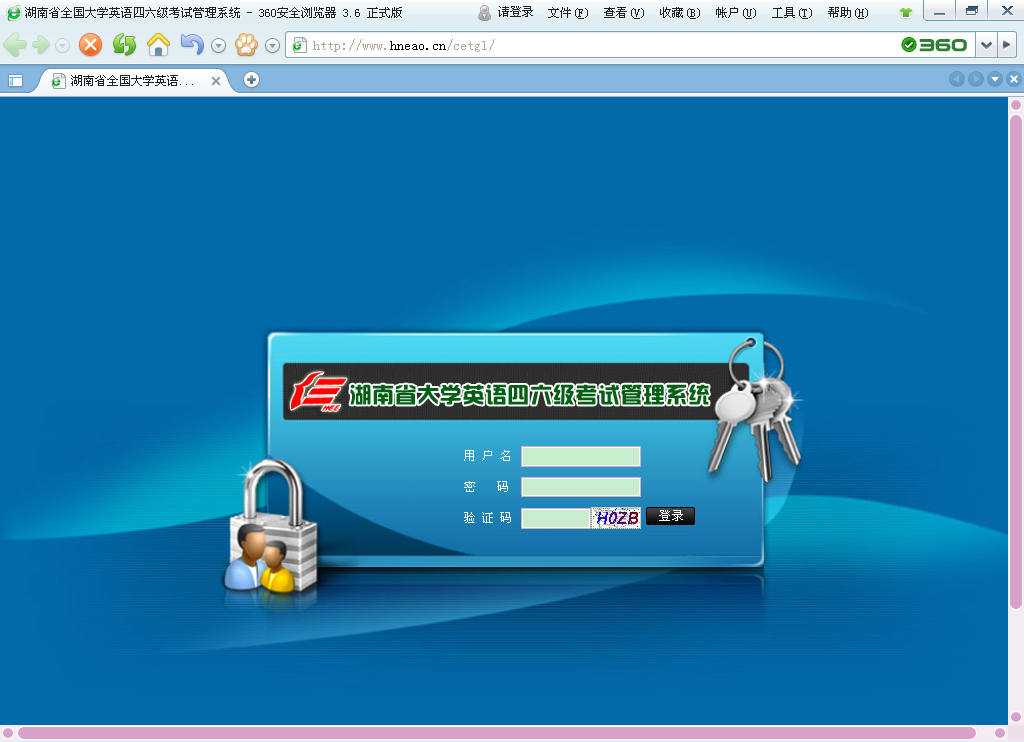 湖南省全国大学英语四六级考试管理系统 - 360安全浏览器 3.6 正式版
请登录 文件(F) 查看(V) 收藏(B) 帐户(U) 工具(T) 帮助(H)
http://www.hneao.cn/cetgl/
360
湖南省全国大学英语...
HEE
湖南省大学英语四六级考试管理系统
用户名
密 码
验证码 H0ZB 登录